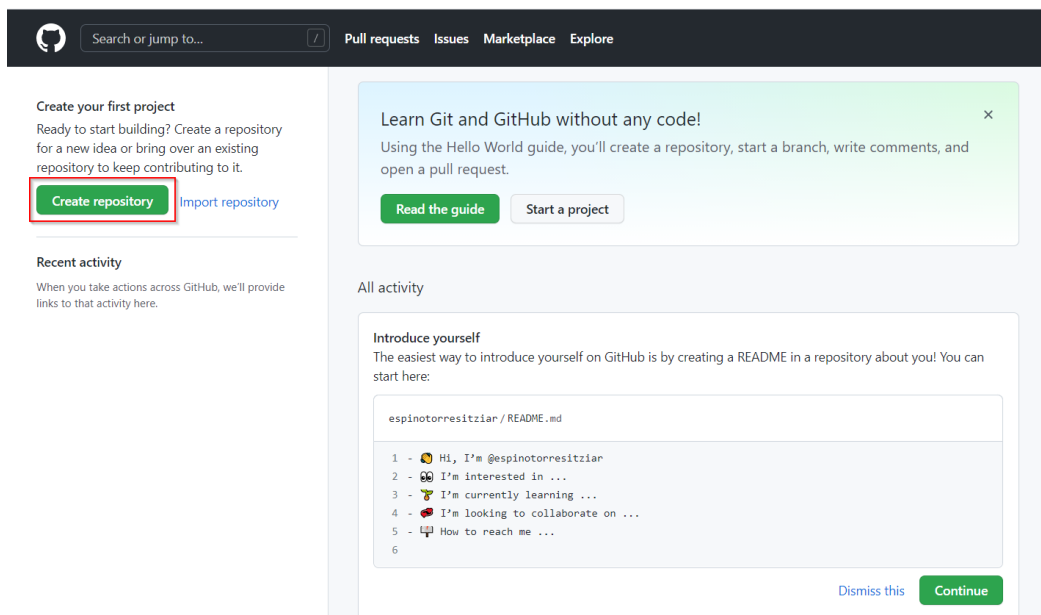 Search or jump to...
/
Pull requests Issues Marketplace Explore
Create your first project
Ready to start building? Create a repository
for a new idea or bring over an existing
repository to keep contributing to it.
Create repository Import repository
Recent activity
When you take actions across GitHub, we'll provide
links to that activity here.
Learn Git and GitHub without any code!
Using the Hello World guide, you'll create a repository, start a branch, write comments, and
open a pull request.
Read the guide Start a project
All activity
Introduce yourself
The easiest way to introduce yourself on GitHub is by creating a README in a repository about you! You can
start here:
espinotorresitziar/README.md
1 - 👋 Hi, I'm @espinotorresitziar
2 - 👀 I'm interested in ...
3 - 🌱 I'm currently learning ...
4 - 💞️ I'm looking to collaborate on ...
5 - 📫 How to reach me ...
6
Dismiss this Continue